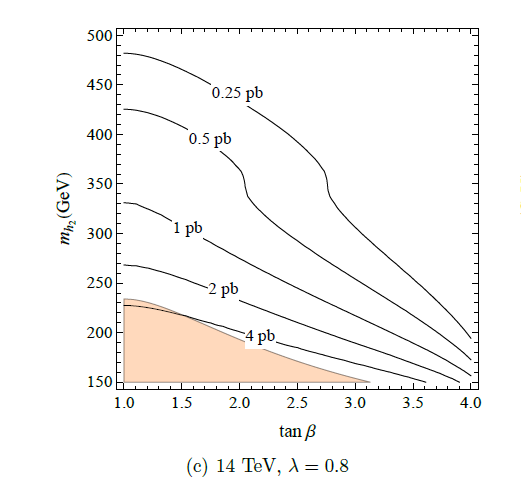 500
450
400
350
300
250
200
150
m_{h_2}(GeV)
0.25 pb
0.5 pb
1 pb
2 pb
4 pb
1.0 1.5 2.0 2.5 3.0 3.5 4.0
tan β
(c) 14 TeV, λ = 0.8